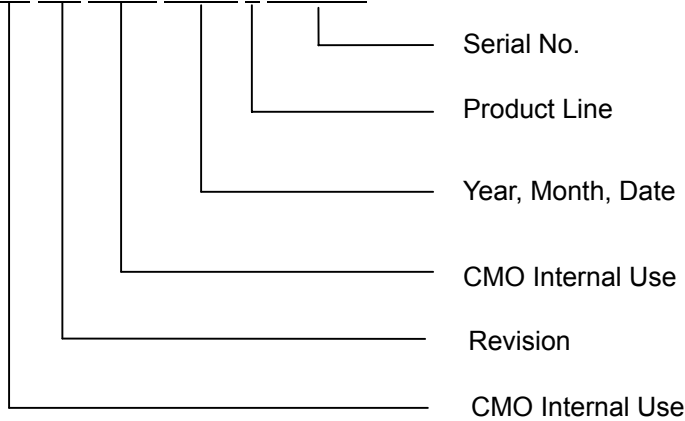 Serial No.
Product Line
Year, Month, Date
CMO Internal Use
Revision
CMO Internal Use